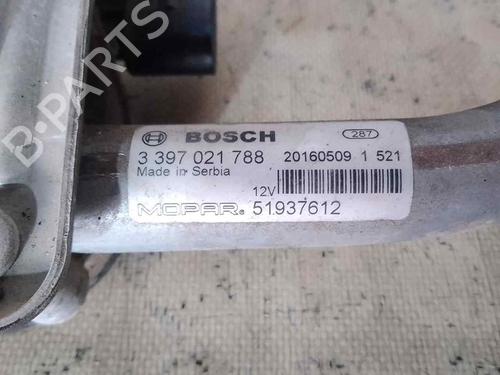 B-PARTS
BOSCH 287
3 397 021 788 20160509 1 521
Made in Serbia
12V
MOPAR. 51937612